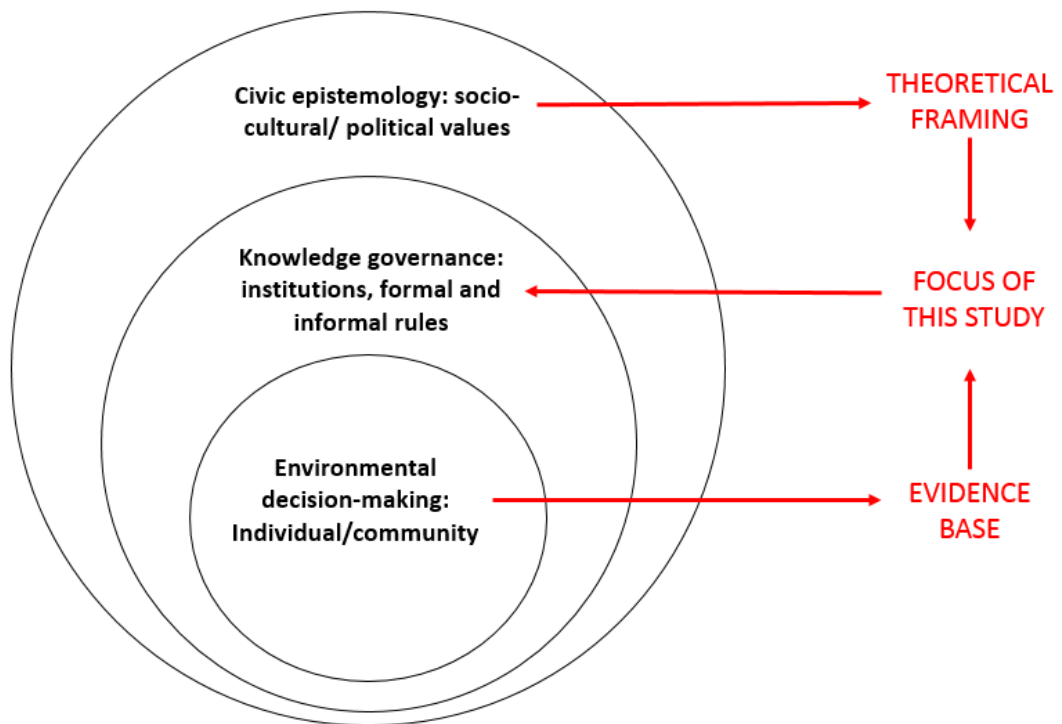 Civic epistemology: socio-
cultural/ political values
THEORETICAL
FRAMING
Knowledge governance:
institutions, formal and
informal rules
FOCUS OF
THIS STUDY
Environmental
decision-making:
Individual/community
EVIDENCE
BASE